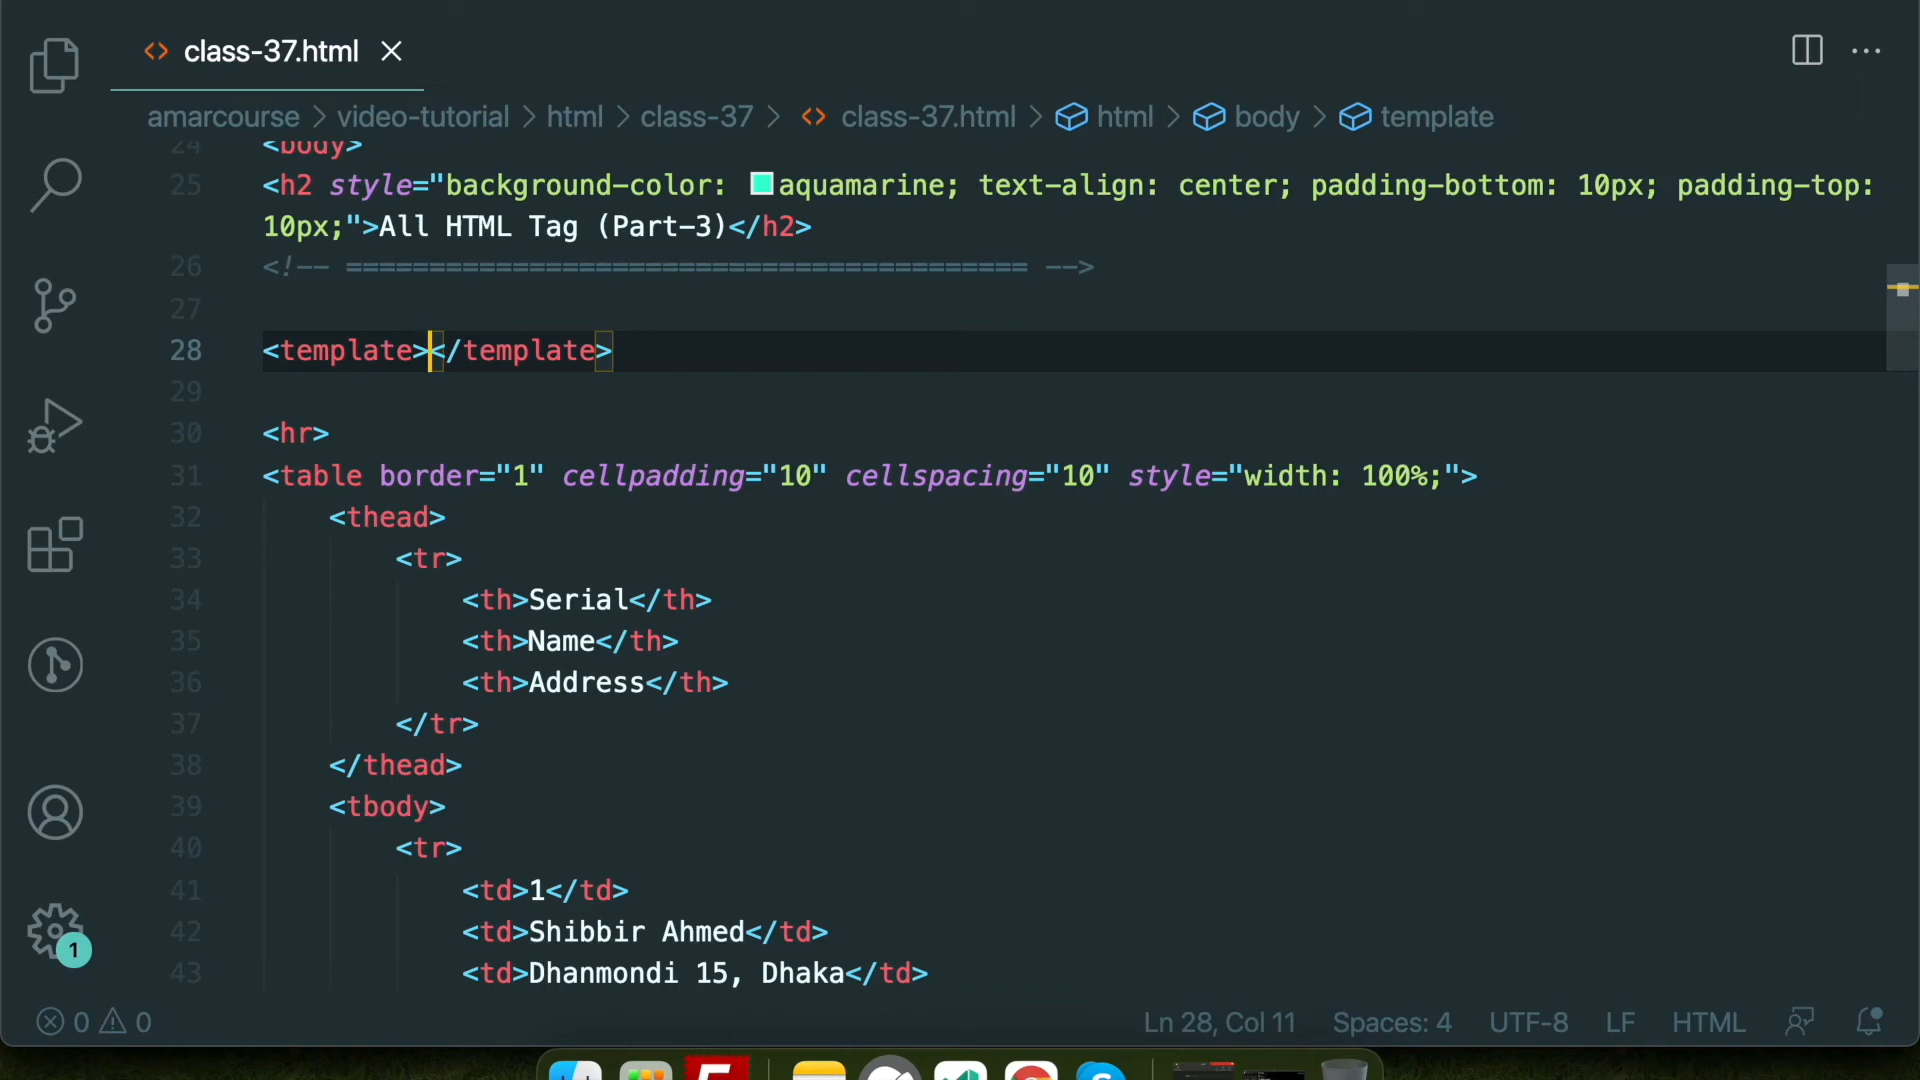 class-37.html
amarcourse > video-tutorial > html > class-37 > class-37.html > html > body > template
24 <body>
25 <h2 style="background-color: aquamarine; text-align: center; padding-bottom: 10px; padding-top:
10px;">All HTML Tag (Part-3)</h2>
26 <!-- ========================================= -->
27
28 <template></template>
29
30 <hr>
31 <table border="1" cellpadding="10" cellspacing="10" style="width: 100%;">
32 <thead>
33 <tr>
34 <th>Serial</th>
35 <th>Name</th>
36 <th>Address</th>
37 </tr>
38 </thead>
39 <tbody>
40 <tr>
41 <td>1</td>
42 <td>Shibbir Ahmed</td>
43 <td>Dhanmondi 15, Dhaka</td>
1
0 0 Ln 28, Col 11 Spaces: 4 UTF-8 LF HTML